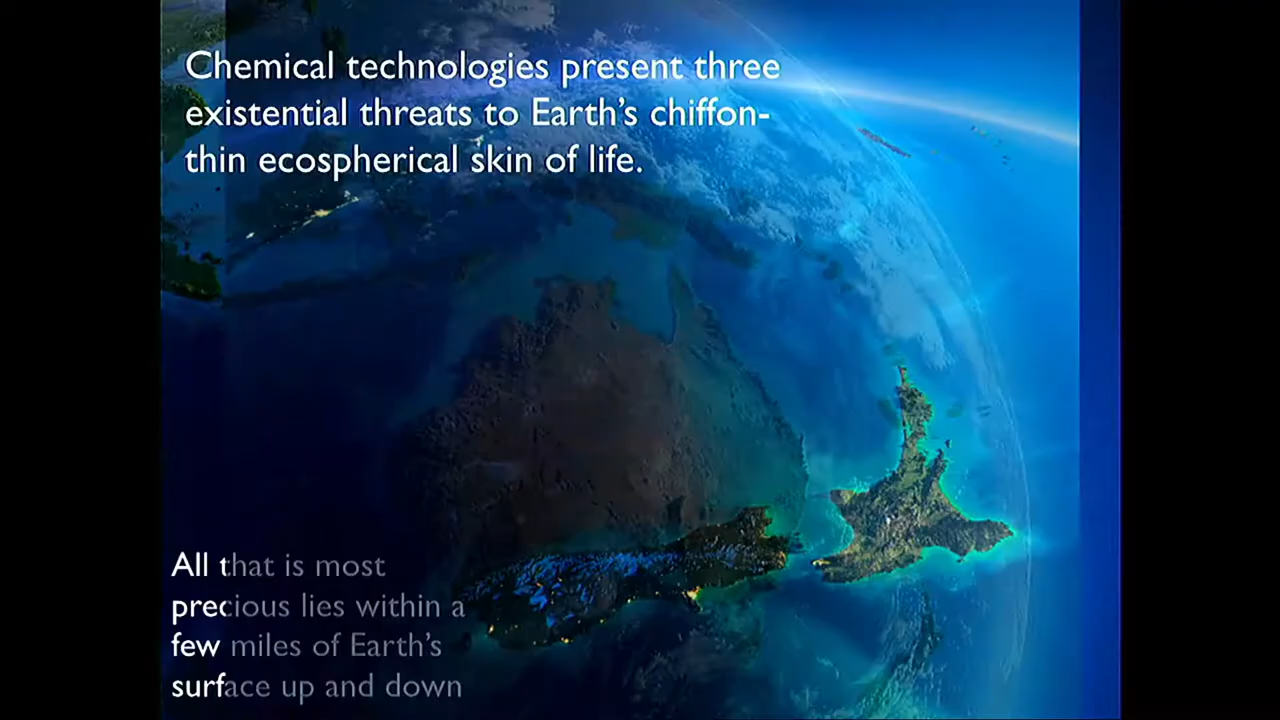 Chemical technologies present three
existential threats to Earth’s chiffon-
thin ecospherical skin of life.
All that is most
precious lies within a
few miles of Earth’s
surface up and down